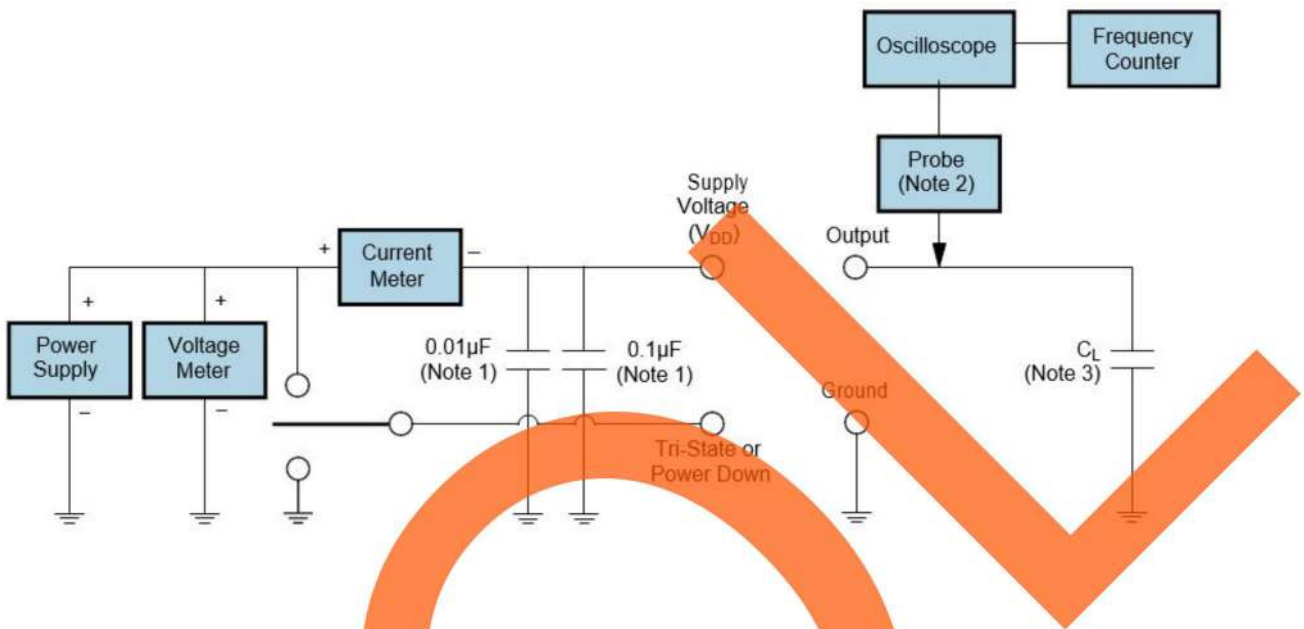 Oscilloscope
Frequency
Counter
Probe
(Note 2)
Supply
Voltage
(VDD)
Output
+
Current
Meter
–
+
Power
Supply
–
+
Voltage
Meter
–
0.01µF
(Note 1)
0.1µF
(Note 1)
CL
(Note 3)
Ground
Tri-State or
Power Down